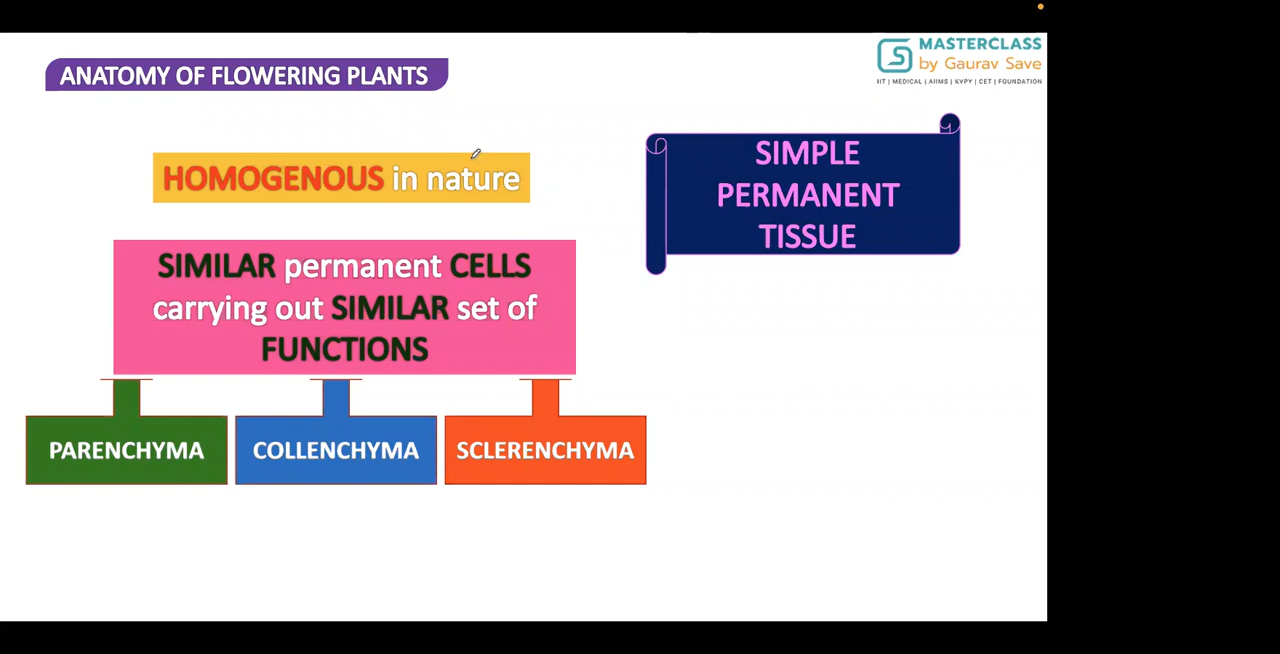 ANATOMY OF FLOWERING PLANTS
MASTERCLASS
by Gaurav Save
IIT | MEDICAL | AIIMS | KVPY | CET | FOUNDATION
HOMOGENOUS in nature
SIMPLE
PERMANENT
TISSUE
SIMILAR permanent CELLS
carrying out SIMILAR set of
FUNCTIONS
PARENCHYMA
COLLENCHYMA
SCLERENCHYMA